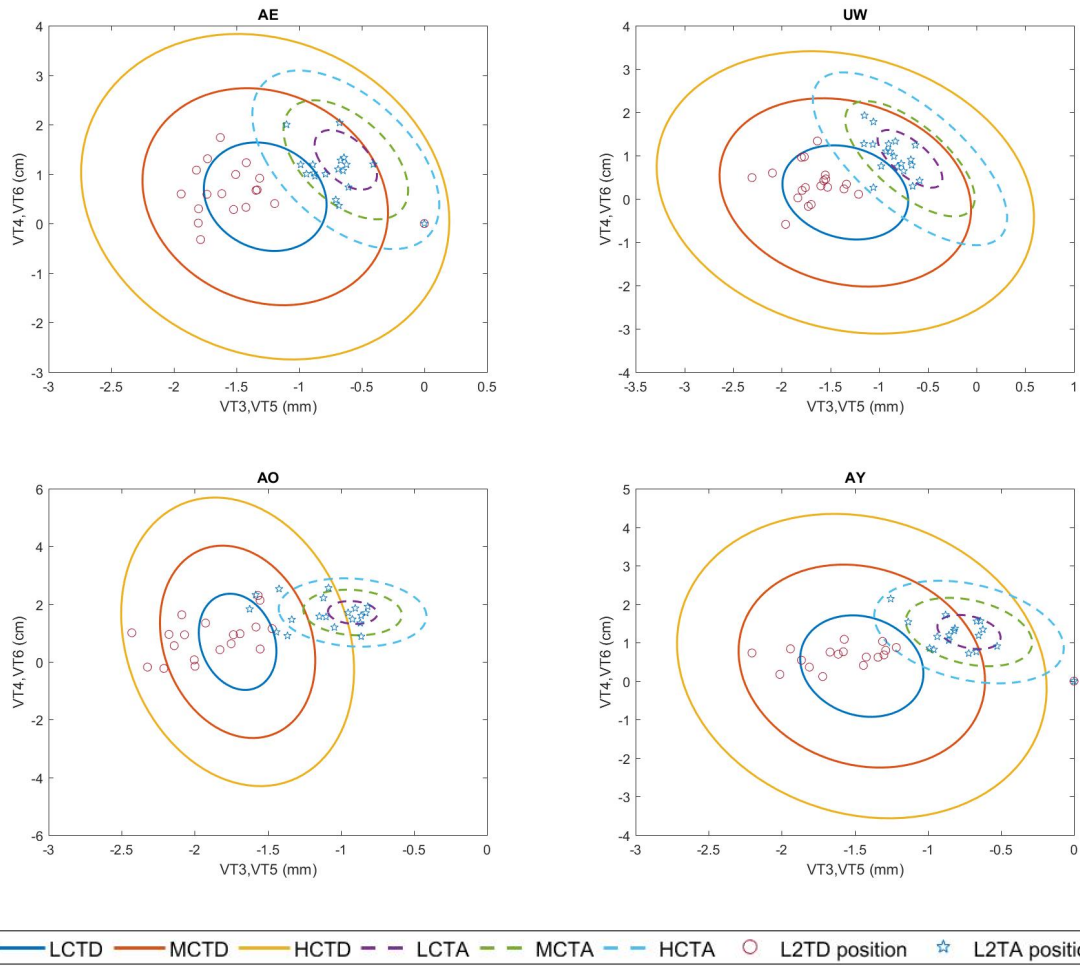 AE
4
3
2
1
0
-1
-2
-3
VT4,VT6 (cm)
-3 -2.5 -2 -1.5 -1 -0.5 0 0.5
VT3,VT5 (mm)
UW
4
3
2
1
0
-1
-2
-3
-4
VT4,VT6 (cm)
-3.5 -3 -2.5 -2 -1.5 -1 -0.5 0 0.5 1
VT3,VT5 (mm)
AO
6
4
2
0
-2
-4
-6
VT4,VT6 (cm)
-2.5 -2 -1.5 -1 -0.5 0
VT3,VT5 (mm)
AY
5
4
3
2
1
0
-1
-2
-3
-4
VT4,VT6 (cm)
-3 -2.5 -2 -1.5 -1 -0.5 0
VT3,VT5 (mm)
LCTD MCTD HCTD LCTA MCTA HCTA L2TD position L2TA